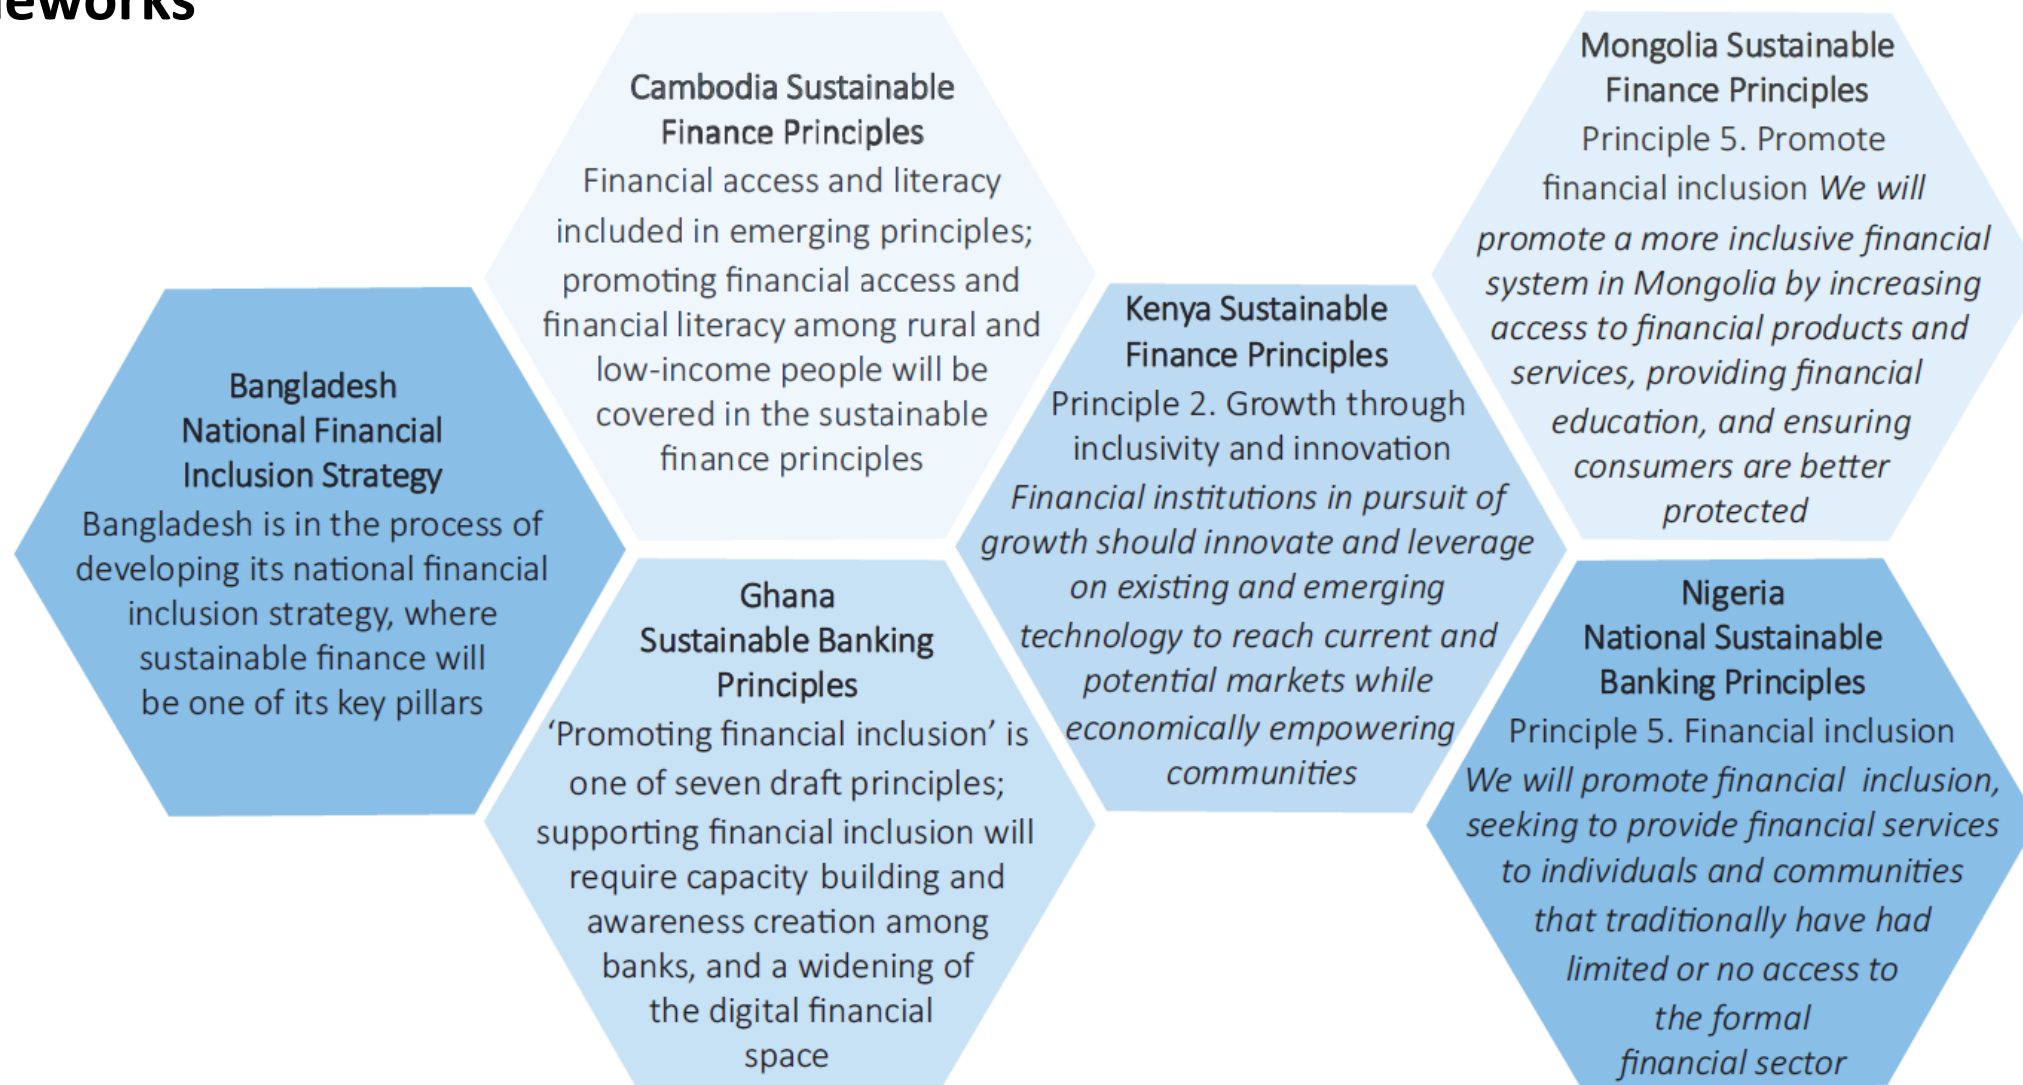 Cambodia Sustainable
Finance Principles
Financial access and literacy
included in emerging principles;
promoting financial access and
financial literacy among rural and
low-income people will be
covered in the sustainable
finance principles
Mongolia Sustainable
Finance Principles
Principle 5. Promote
financial inclusion We will
promote a more inclusive financial
system in Mongolia by increasing
access to financial products and
services, providing financial
education, and ensuring
consumers are better
protected
Bangladesh
National Financial
Inclusion Strategy
Bangladesh is in the process of
developing its national financial
inclusion strategy, where
sustainable finance will
be one of its key pillars
Kenya Sustainable
Finance Principles
Principle 2. Growth through
inclusivity and innovation
Financial institutions in pursuit of
growth should innovate and leverage
on existing and emerging
technology to reach current and
potential markets while
economically empowering
communities
Ghana
Sustainable Banking
Principles
‘Promoting financial inclusion’ is
one of seven draft principles;
supporting financial inclusion will
require capacity building and
awareness creation among
banks, and a widening of
the digital financial
space
Nigeria
National Sustainable
Banking Principles
Principle 5. Financial inclusion
We will promote financial inclusion,
seeking to provide financial services
to individuals and communities
that traditionally have had
limited or no access to
the formal
financial sector